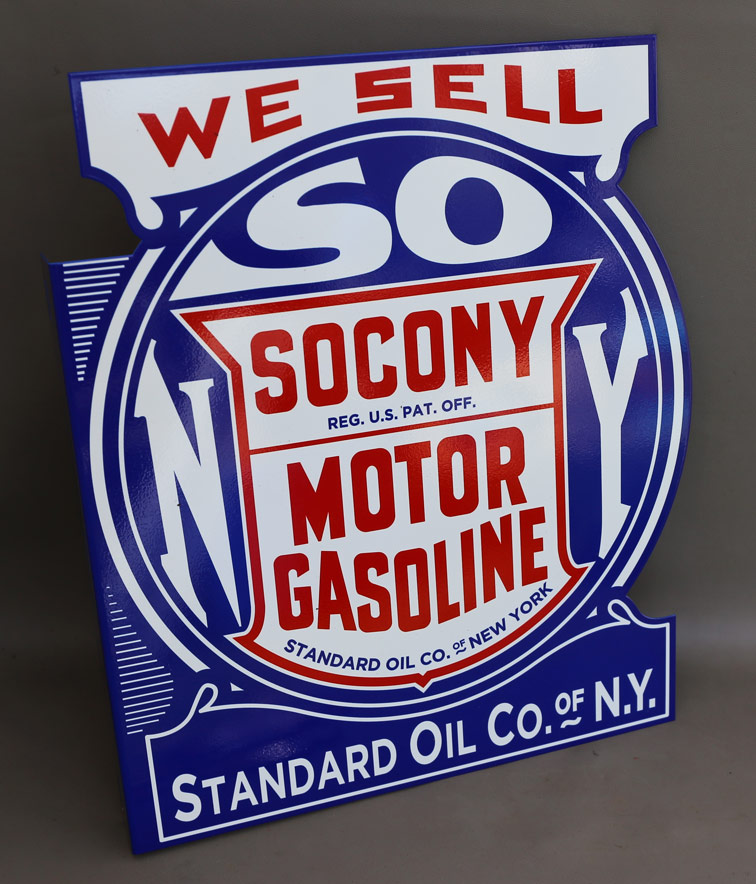 WE SELL
SO
N Y
SOCONY
REG. U.S. PAT. OFF.
MOTOR
GASOLINE
STANDARD OIL CO. OF NEW YORK
STANDARD OIL CO. OF N.Y.